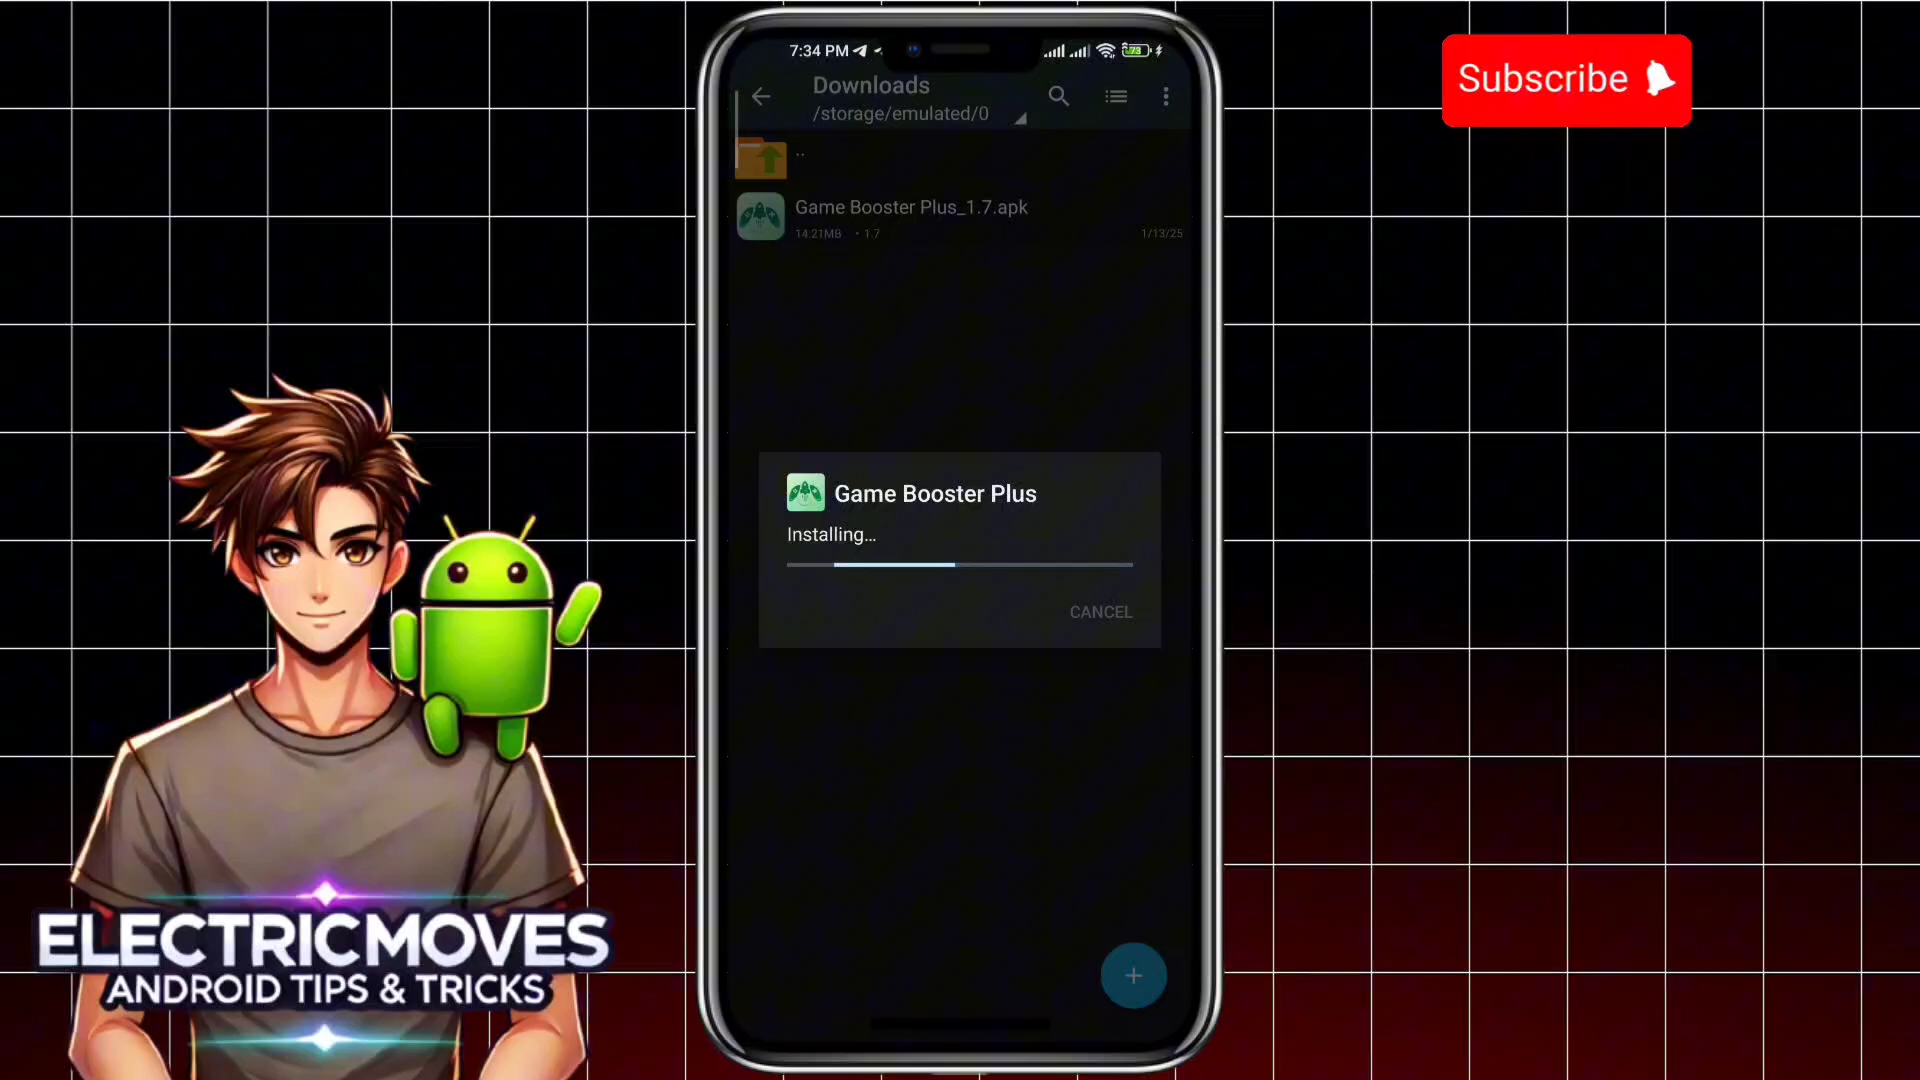 7:34 PM
73
Downloads
/storage/emulated/0
..
Game Booster Plus_1.7.apk
14.21MB • 1.7
1/13/25
Game Booster Plus
Installing...
CANCEL
+
Subscribe
ELECTRICMOVES
ANDROID TIPS & TRICKS